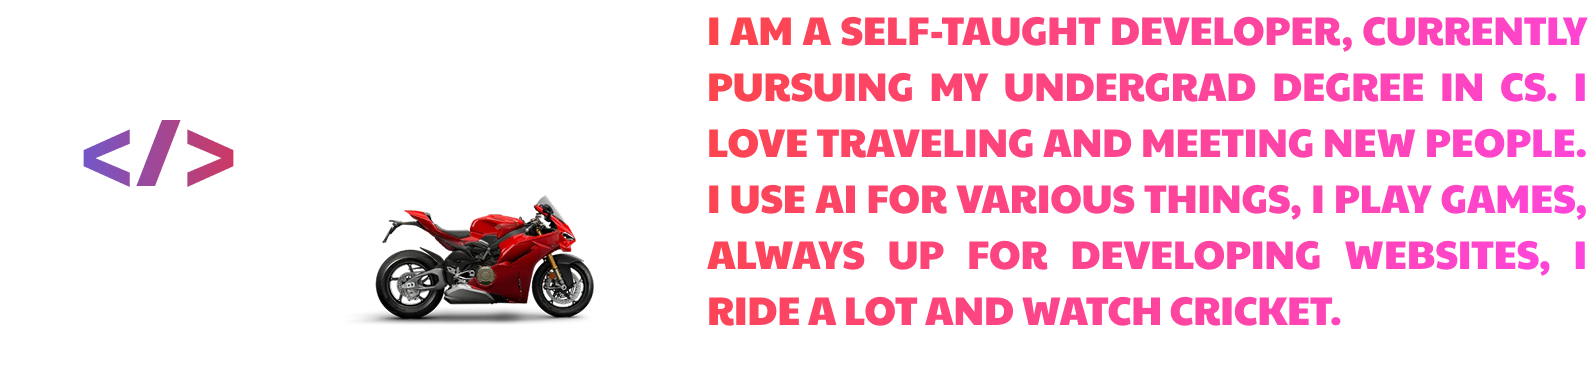 </>
I AM A SELF-TAUGHT DEVELOPER, CURRENTLY
PURSUING MY UNDERGRAD DEGREE IN CS. I
LOVE TRAVELING AND MEETING NEW PEOPLE.
I USE AI FOR VARIOUS THINGS, I PLAY GAMES,
ALWAYS UP FOR DEVELOPING WEBSITES, I
RIDE A LOT AND WATCH CRICKET.